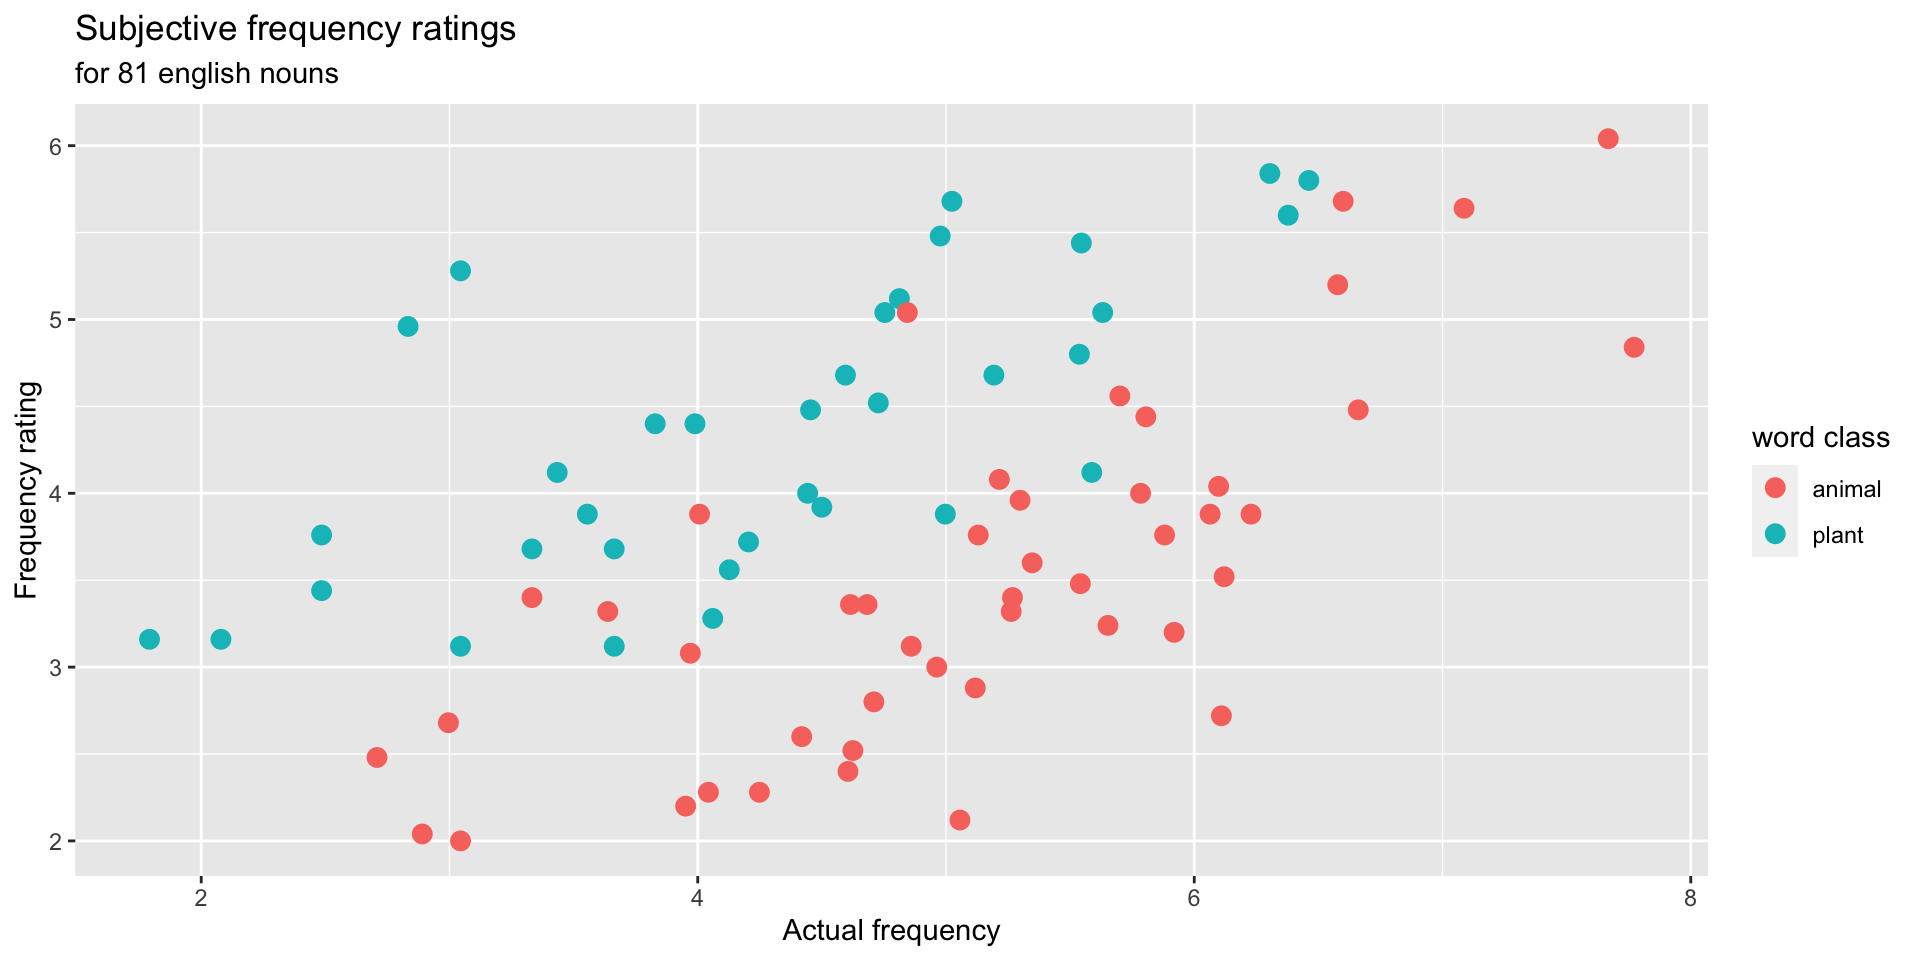 Subjective frequency ratings
for 81 english nouns
Frequency rating
6
5
4
3
2
2
4
6
8
Actual frequency
word class
animal
plant